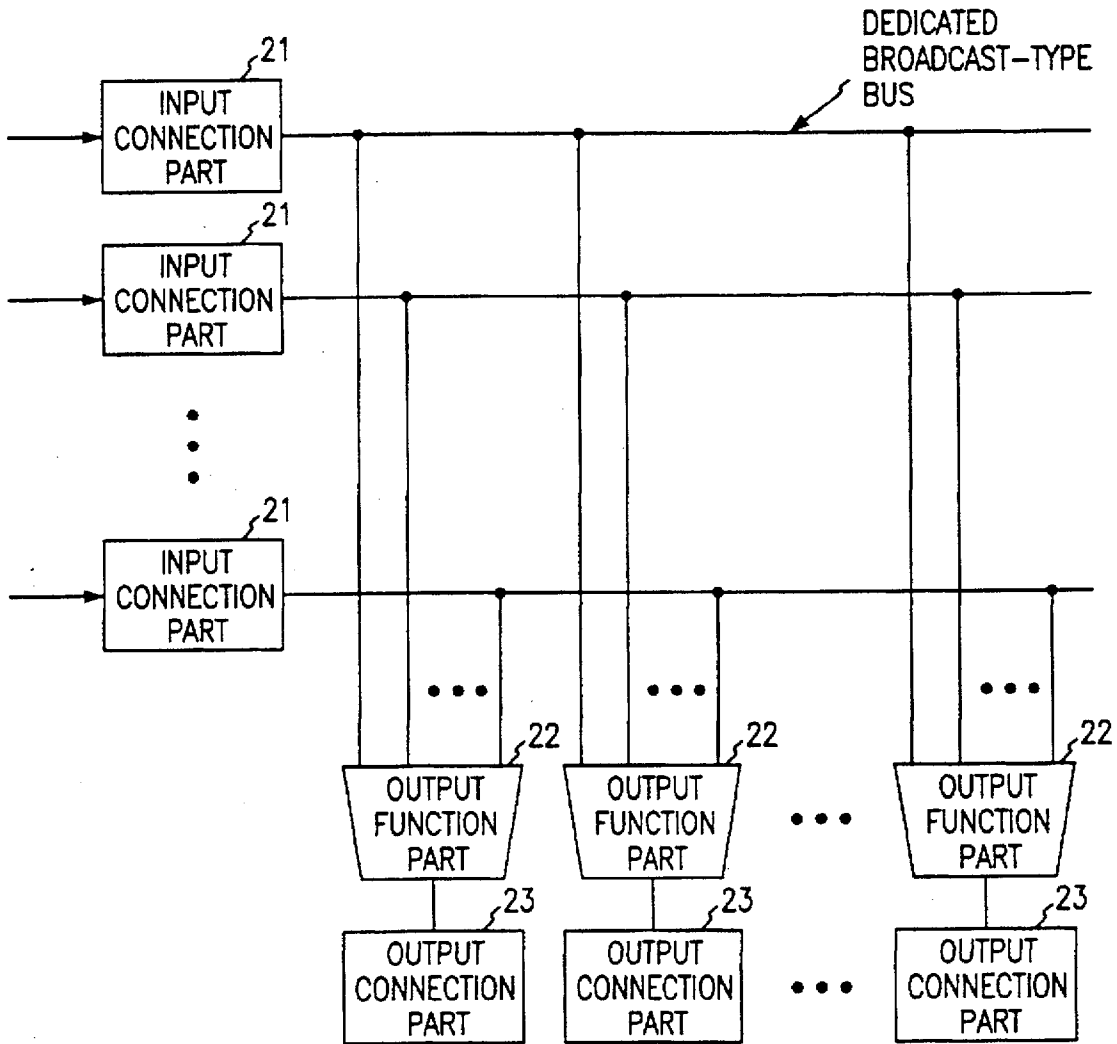 DEDICATED
BROADCAST-TYPE
BUS
21
INPUT
CONNECTION
PART
21
INPUT
CONNECTION
PART
21
INPUT
CONNECTION
PART
22
OUTPUT
FUNCTION
PART
22
OUTPUT
FUNCTION
PART
22
OUTPUT
FUNCTION
PART
23
OUTPUT
CONNECTION
PART
23
OUTPUT
CONNECTION
PART
23
OUTPUT
CONNECTION
PART